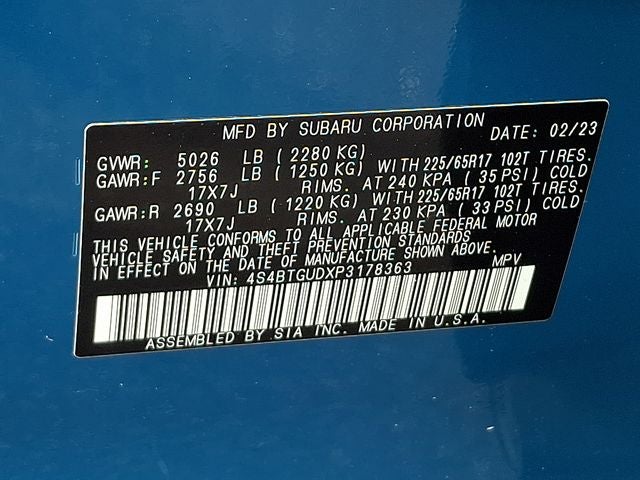 MFD BY SUBARU CORPORATION DATE: 02/23
GVWR: 5026 LB ( 2280 KG)
GAWR:F 2756 LB ( 1250 KG) WITH 225/65R17 102T TIRES.
17X7J RIMS. AT 240 KPA ( 35 PSI) COLD
GAWR:R 2690 LB ( 1220 KG) WITH 225/65R17 102T TIRES.
17X7J RIMS. AT 230 KPA ( 33 PSI) COLD
THIS VEHICLE CONFORMS TO ALL APPLICABLE FEDERAL MOTOR
VEHICLE SAFETY AND THEFT PREVENTION STANDARDS
IN EFFECT ON THE DATE OF MANUFACTURE SHOWN ABOVE.
VIN: 4S4BTGUDXP3178363 MPV
ASSEMBLED BY SIA INC. MADE IN U.S.A.